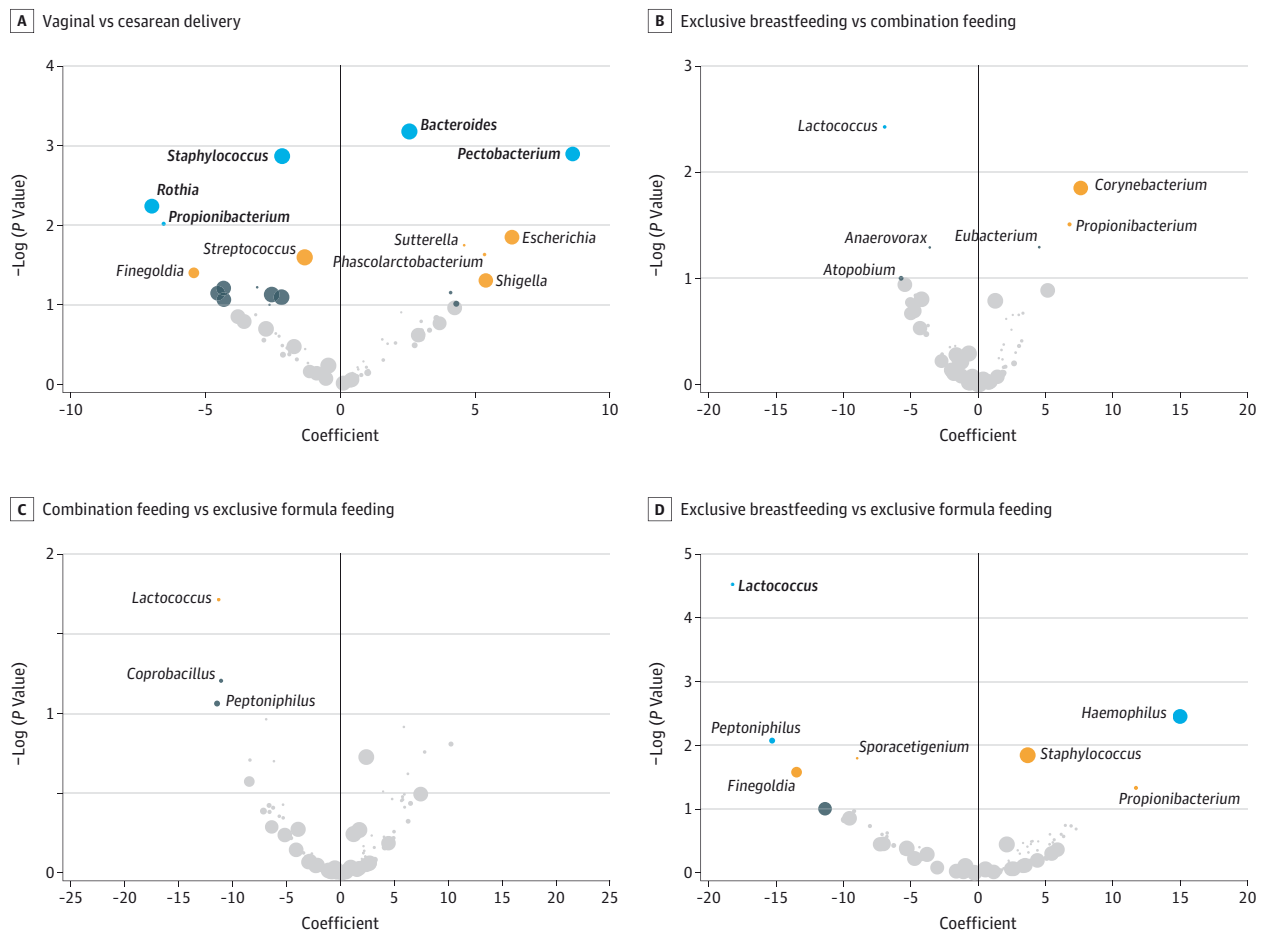 A Vaginal vs cesarean delivery
4
3
2
1
0
−Log (P Value)
Bacteroides
Staphylococcus
Pectobacterium
Rothia
Propionibacterium
Streptococcus
Sutterella
Escherichia
Phascolarctobacterium
Finegoldia
Shigella
-10 -5 0 5 10
Coefficient
B Exclusive breastfeeding vs combination feeding
3
2
1
0
−Log (P Value)
Lactococcus
Corynebacterium
Propionibacterium
Anaerovorax
Eubacterium
Atopobium
-20 -15 -10 -5 0 5 10 15 20
Coefficient
C Combination feeding vs exclusive formula feeding
2
1
0
−Log (P Value)
Lactococcus
Coprobacillus
Peptoniphilus
-25 -20 -15 -10 -5 0 5 10 15 20 25
Coefficient
D Exclusive breastfeeding vs exclusive formula feeding
5
4
3
2
1
0
−Log (P Value)
Lactococcus
Haemophilus
Peptoniphilus
Sporacetigenium
Staphylococcus
Finegoldia
Propionibacterium
-20 -15 -10 -5 0 5 10 15 20
Coefficient